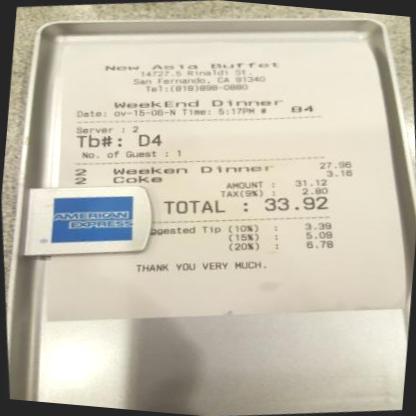 New Asia Buffet
14727.5 Rinaldi St.
San Fernando, CA 91340
Tel:(818)898-0880
WeekEnd Dinner
Date: ov-15-06-N Time: 5:17PM # 84
Server : 2
Tb#: D4
No. of Guest : 1
2 Weeken Dinner 27.96
2 Coke 3.16
AMOUNT : 31.12
TAX(9%) : 2.80
TOTAL : 33.92
AMERICAN EXPRESS
ggested Tip (10%) : 3.39
(15%) : 5.09
(20%) : 6.78
THANK YOU VERY MUCH.